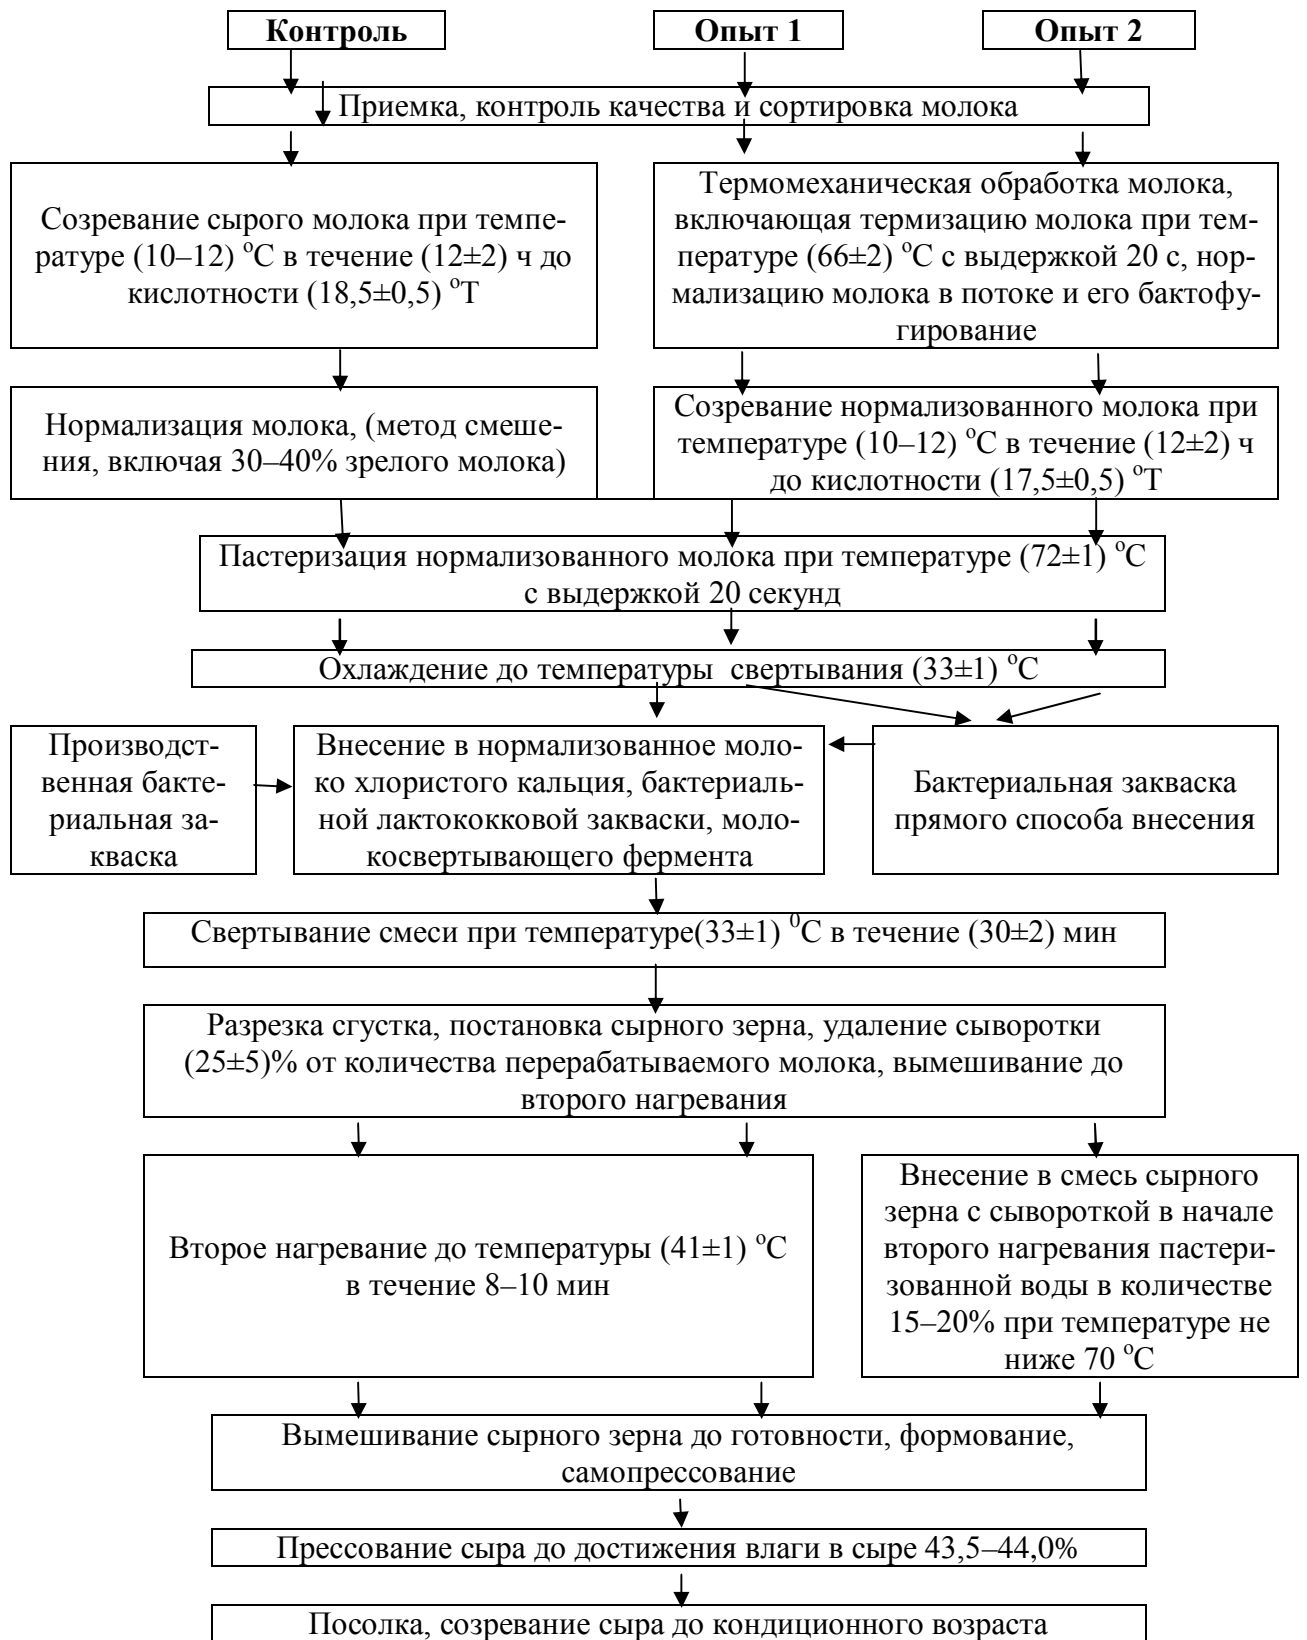 Контроль
Опыт 1
Опыт 2
Приемка, контроль качества и сортировка молока
Созревание сырого молока при темпе-
ратуре (10–12) °С в течение (12±2) ч до
кислотности (18,5±0,5) °Т
Термомеханическая обработка молока,
включающая термизацию молока при тем-
пературе (66±2) °С с выдержкой 20 с, нор-
мализацию молока в потоке и его бактофу-
гирование
Нормализация молока, (метод смеше-
ния, включая 30–40% зрелого молока)
Созревание нормализованного молока при
температуре (10–12) °С в течение (12±2) ч
до кислотности (17,5±0,5) °Т
Пастеризация нормализованного молока при температуре (72±1) °С
с выдержкой 20 секунд
Охлаждение до температуры свертывания (33±1) °С
Производст-
венная бакте-
риальная за-
кваска
Внесение в нормализованное моло-
ко хлористого кальция, бактериаль-
ной лактококковой закваски, моло-
косвертывающего фермента
Бактериальная закваска
прямого способа внесения
Свертывание смеси при температуре(33±1) ⁰С в течение (30±2) мин
Разрезка сгустка, постановка сырного зерна, удаление сыворотки
(25±5)% от количества перерабатываемого молока, вымешивание до
второго нагревания
Второе нагревание до температуры (41±1) °С
в течение 8–10 мин
Внесение в смесь сырного
зерна с сывороткой в начале
второго нагревания пастери-
зованной воды в количестве
15–20% при температуре не
ниже 70 °С
Вымешивание сырного зерна до готовности, формование,
самопрессование
Прессование сыра до достижения влаги в сыре 43,5–44,0%
Посолка, созревание сыра до кондиционного возраста